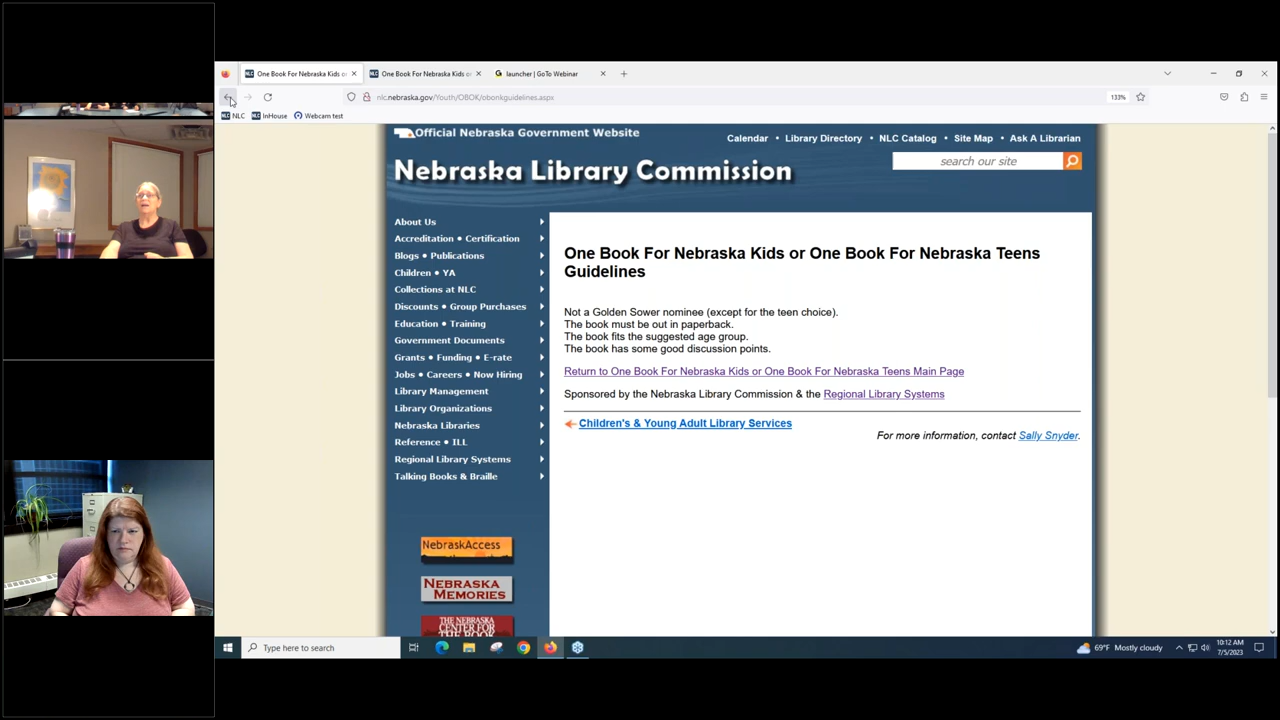 One Book For Nebraska Kids or
One Book For Nebraska Kids or
launcher | GoTo Webinar
nlc.nebraska.gov/Youth/OBOK/obonkguidelines.aspx
133%
NLC
InHouse
Webcam test
Official Nebraska Government Website
Calendar • Library Directory • NLC Catalog • Site Map • Ask A Librarian
Nebraska Library Commission
search our site
About Us
Accreditation • Certification
Blogs • Publications
Children • YA
Collections at NLC
Discounts • Group Purchases
Education • Training
Government Documents
Grants • Funding • E-rate
Jobs • Careers • Now Hiring
Library Management
Library Organizations
Nebraska Libraries
Reference • ILL
Regional Library Systems
Talking Books & Braille
NebraskAccess
NEBRASKA
MEMORIES
THE NEBRASKA
CENTER FOR
THE BOOK
One Book For Nebraska Kids or One Book For Nebraska Teens
Guidelines
Not a Golden Sower nominee (except for the teen choice).
The book must be out in paperback.
The book fits the suggested age group.
The book has some good discussion points.
Return to One Book For Nebraska Kids or One Book For Nebraska Teens Main Page
Sponsored by the Nebraska Library Commission & the Regional Library Systems
Children's & Young Adult Library Services
For more information, contact Sally Snyder.
Type here to search
69°F Mostly cloudy
10:12 AM
7/5/2023